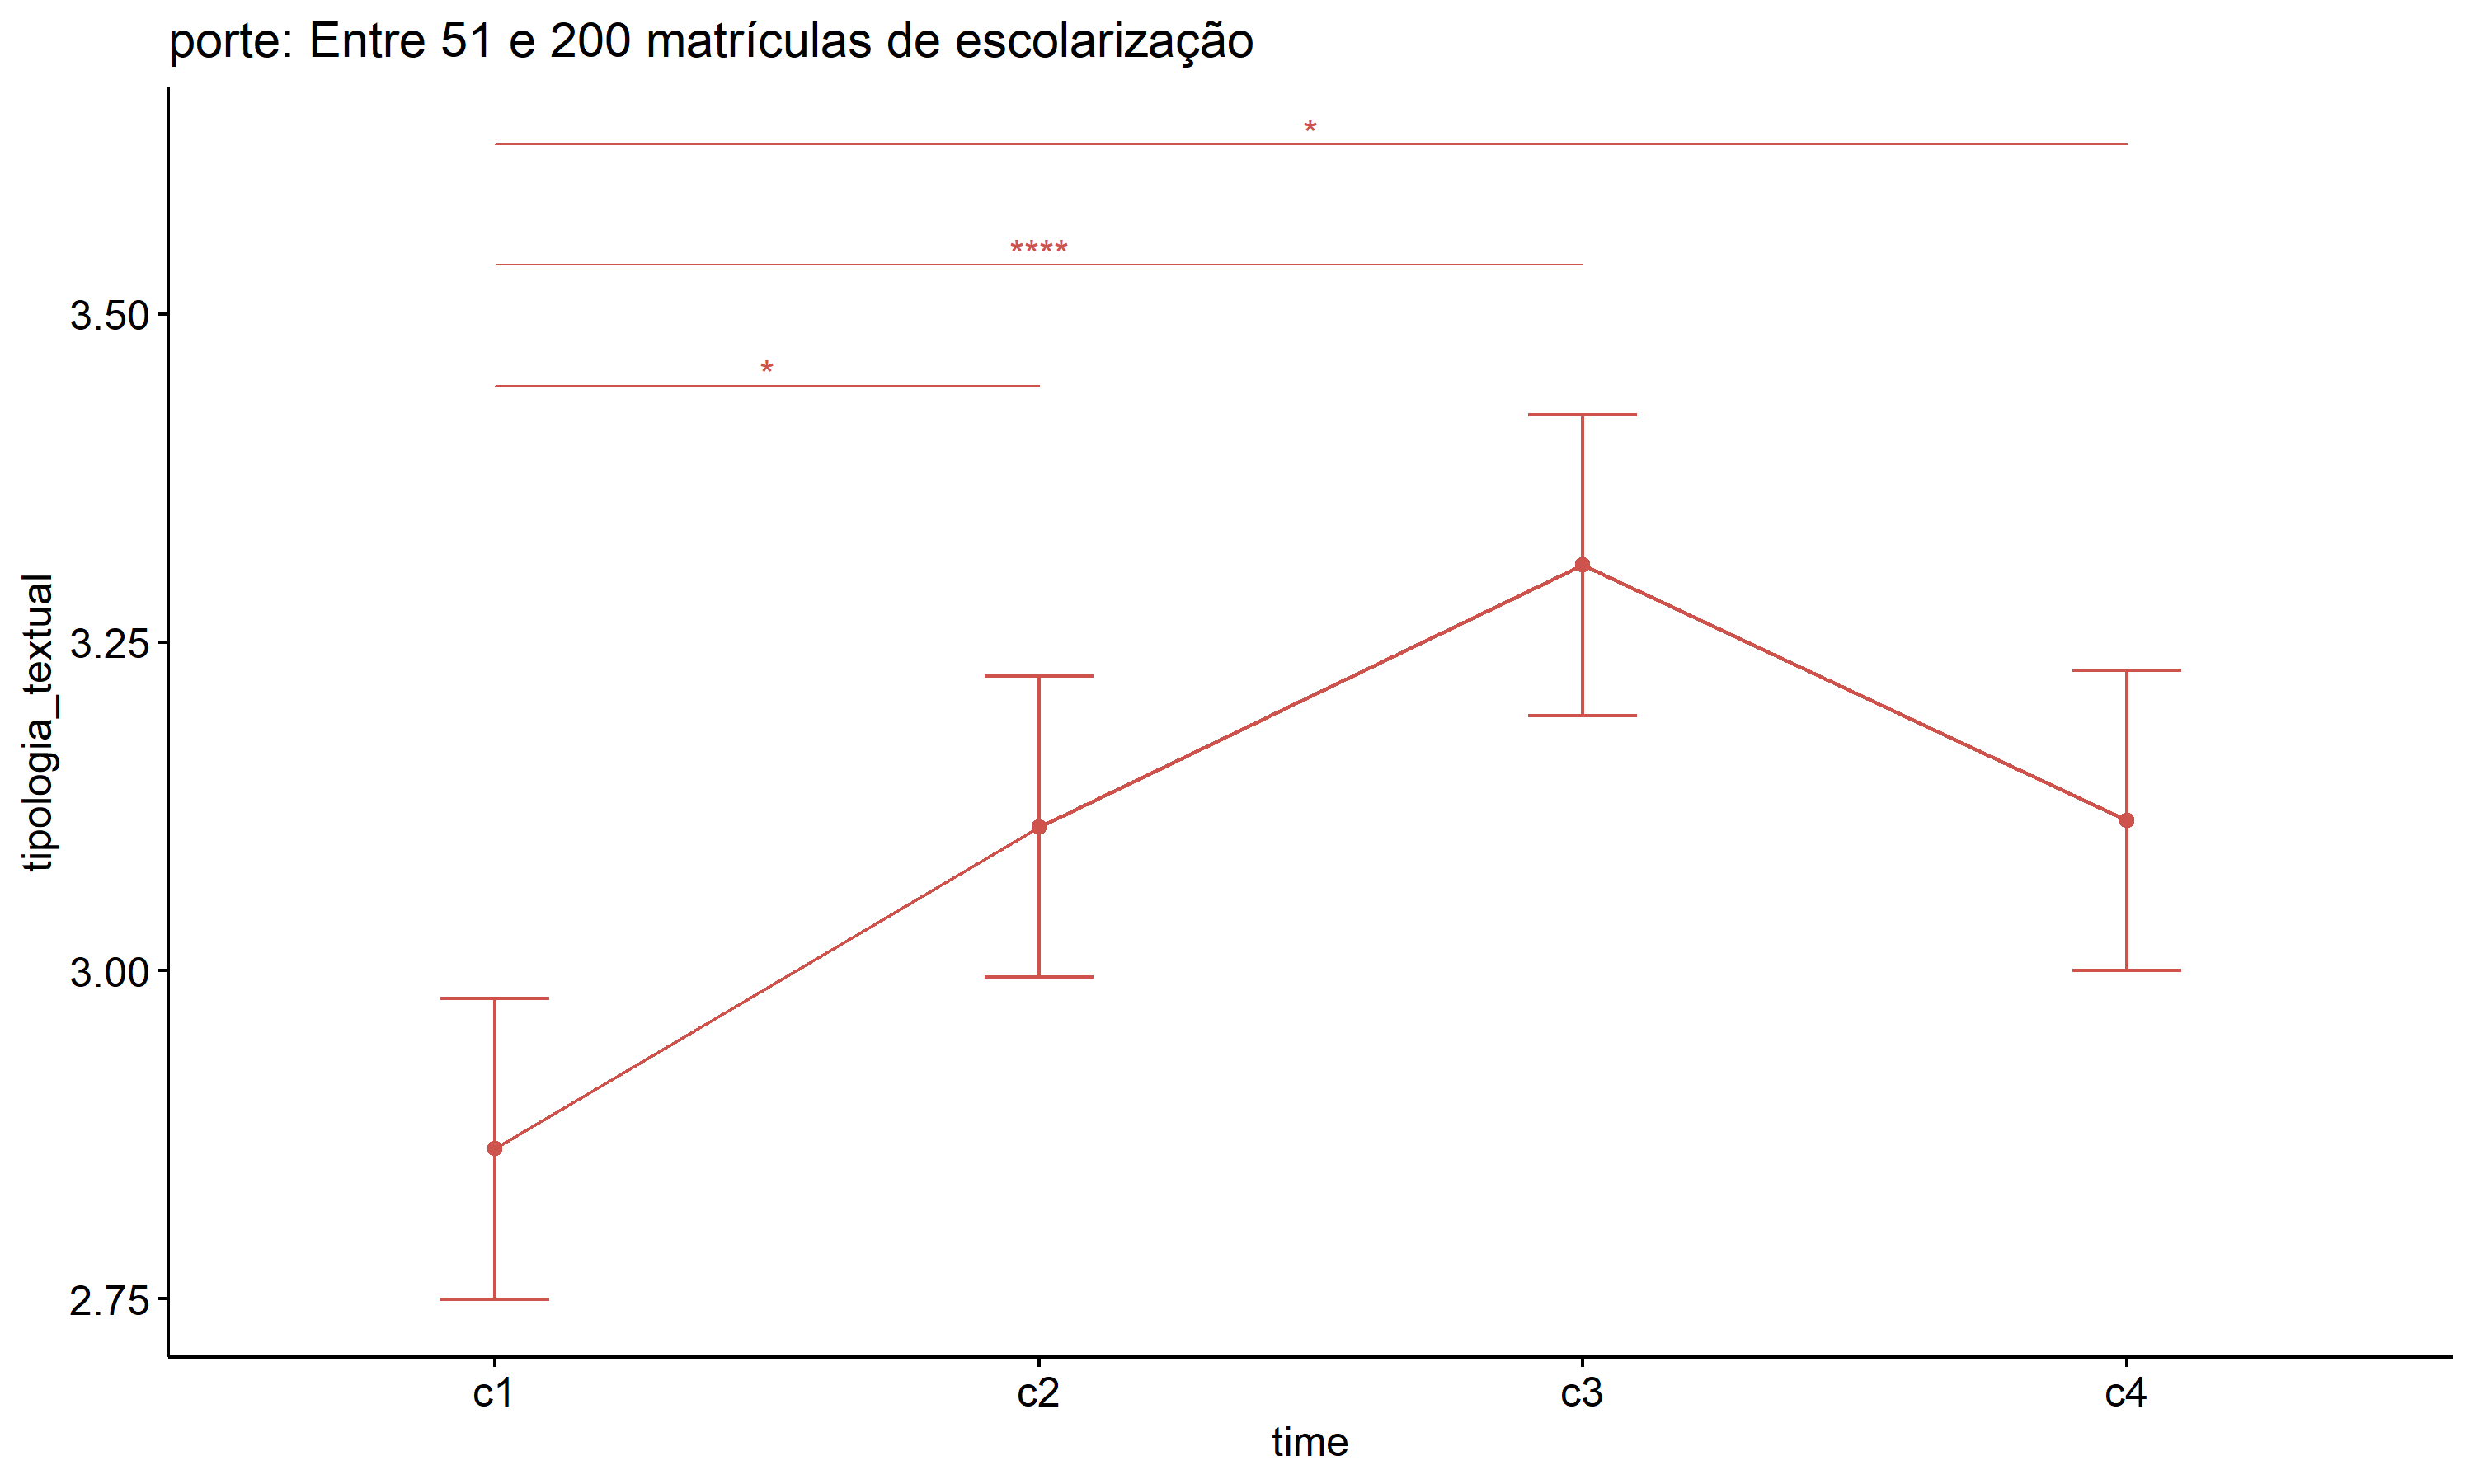 porte: Entre 51 e 200 matrículas de escolarização
*
****
*
3.50
3.25
3.00
2.75
tipologia_textual
c1 c2 c3 c4
time